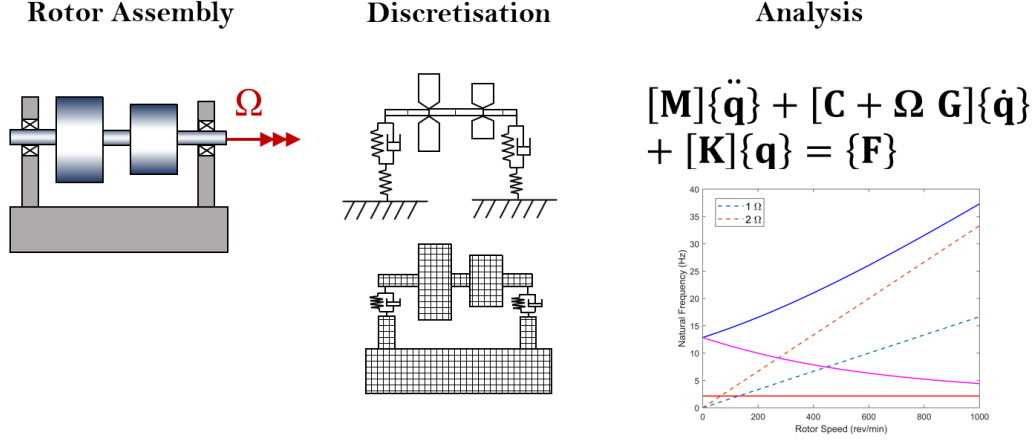 Rotor Assembly
Discretisation
Analysis
Ω
[M]{q̈} + [C + Ω G]{q̇}
+ [K]{q} = {F}
40
35
30
25
20
15
10
5
0
Natural Frequency (Hz)
1 Ω
2 Ω
0 200 400 600 800 1000
Rotor Speed (rev/min)